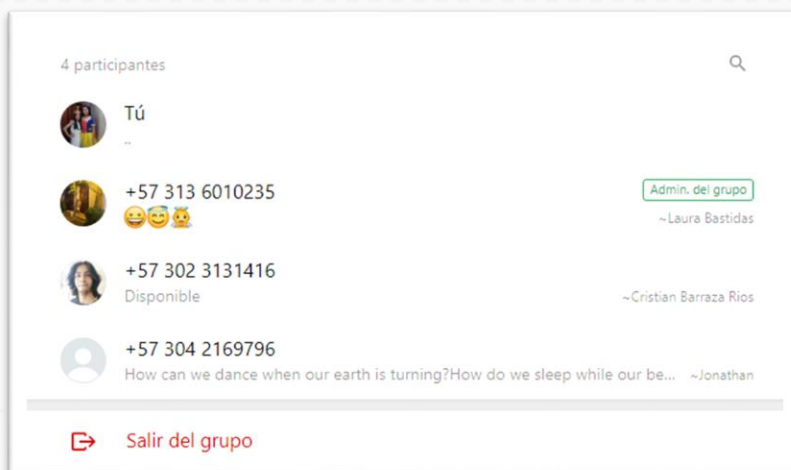 4 participantes
Tú
..
+57 313 6010235
Admin. del grupo
😀😇👼
~Laura Bastidas
+57 302 3131416
Disponible
~Cristian Barraza Rios
+57 304 2169796
How can we dance when our earth is turning?How do we sleep while our be... ~Jonathan
Salir del grupo